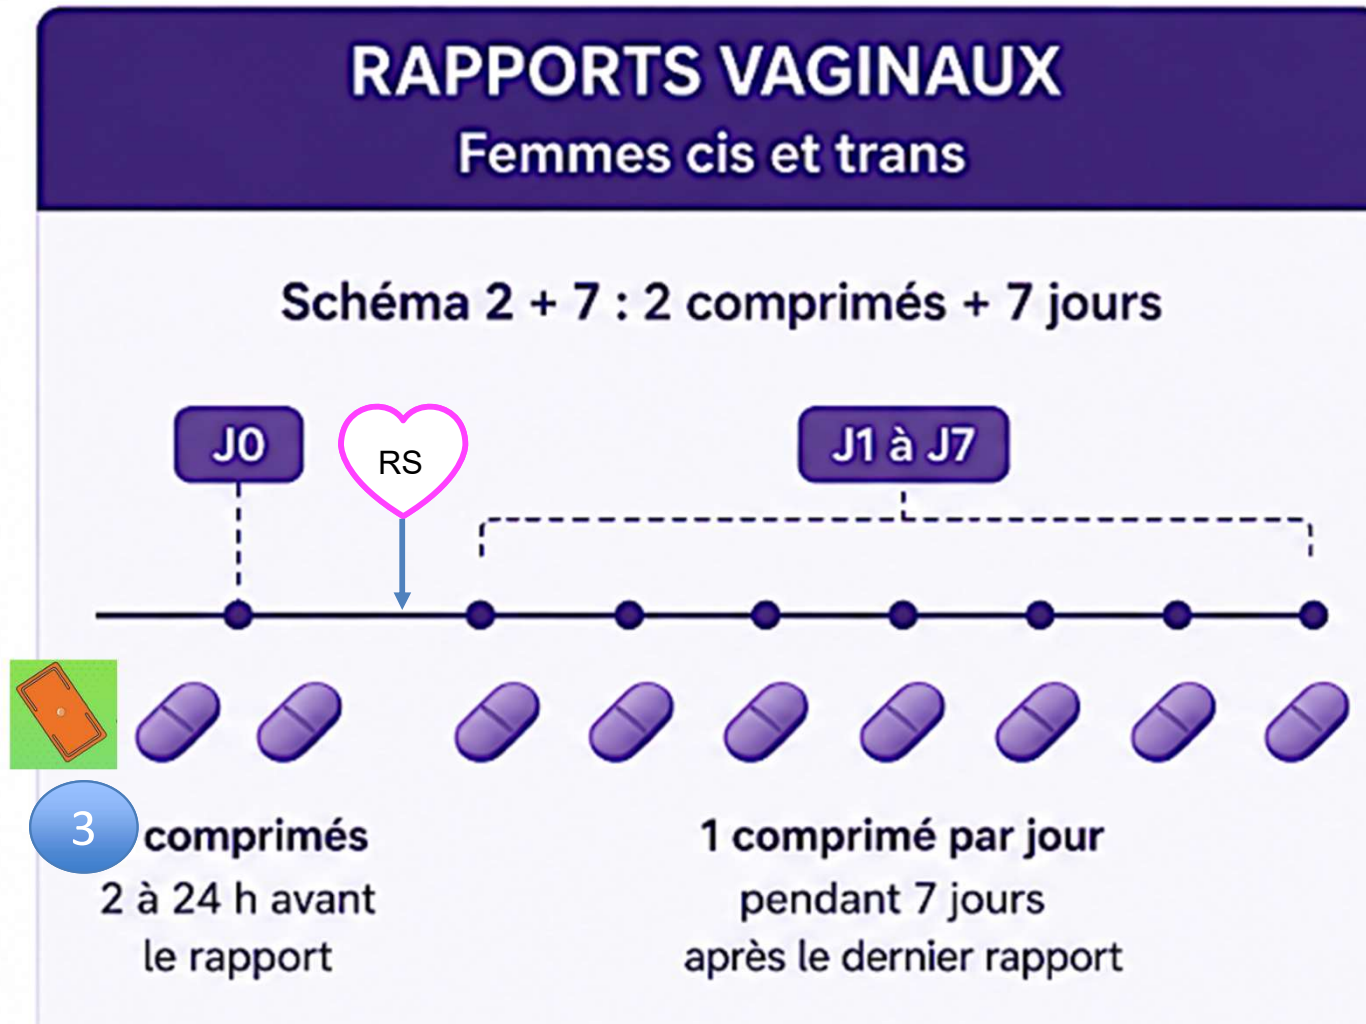 RAPPORTS VAGINAUX
Femmes cis et trans
Schéma 2 + 7 : 2 comprimés + 7 jours
J0
RS
J1 à J7
3 comprimés
2 à 24 h avant
le rapport
1 comprimé par jour
pendant 7 jours
après le dernier rapport